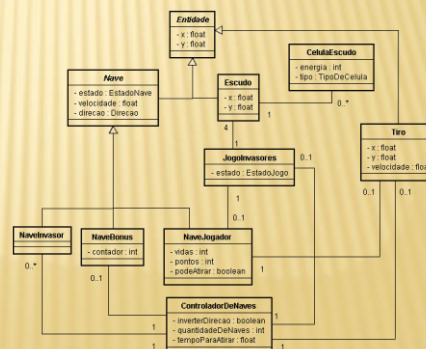 Entidade
- x : float
- y : float
CelulaEscudo
- energia : int
- tipo : TipoDeCelula
Nave
- estado : EstadoNave
- velocidade : float
- direcao : Direcao
Escudo
- x : float
- y : float
1
0..*
4
1
Tiro
- x : float
- y : float
- velocidade : floa
JogoInvasores
- estado : EstadoJogo
0..1
1
0..1
0..1
0..1
NaveInvasor
NaveBonus
- contador : int
NaveJogador
- vidas : int
- pontos : int
- podeAtirar : boolean
0..*
0..1
1
ControladorDeNaves
- inverterDirecao : boolean
- quantidadeDeNaves : int
- tempoParaAtirar : float
1
1
1
1